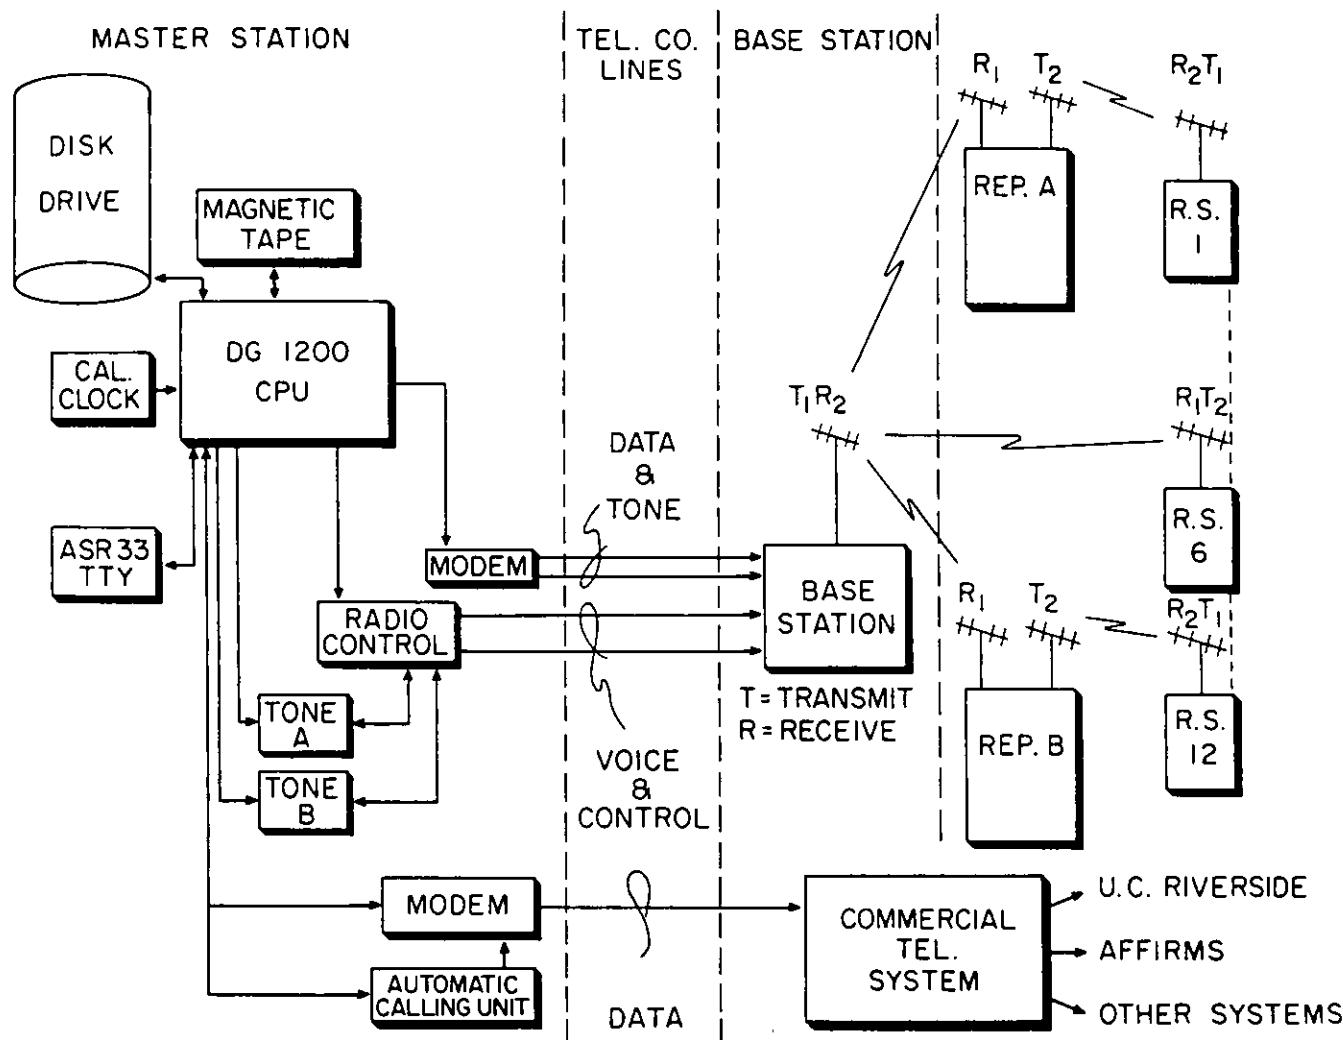 MASTER STATION
TEL. CO.
LINES
BASE STATION
R1
T2
R2T1
DISK
DRIVE
MAGNETIC
TAPE
REP. A
R.S.
1
DG 1200
CPU
CAL.
CLOCK
T1R2
R1T2
DATA
&
TONE
ASR33
TTY
MODEM
R.S.
6
BASE
STATION
RADIO
CONTROL
R1
T2
R2T1
T=TRANSMIT
R=RECEIVE
TONE
A
REP. B
R.S.
12
VOICE
&
CONTROL
TONE
B
MODEM
COMMERCIAL
TEL.
SYSTEM
U.C. RIVERSIDE
AFFIRMS
OTHER SYSTEMS
AUTOMATIC
CALLING UNIT
DATA